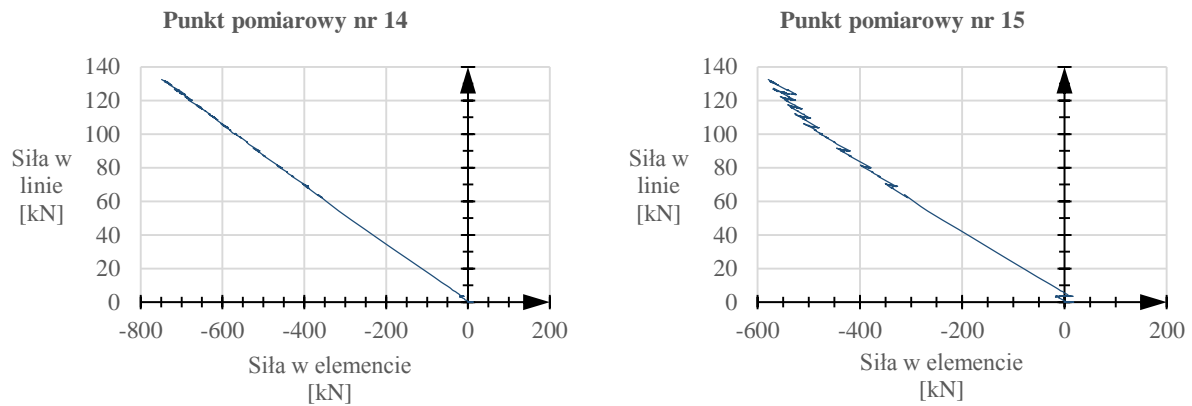 Punkt pomiarowy nr 14
140
120
100
80
60
40
20
0
Siła w
linie
[kN]
-800 -600 -400 -200 0 200
Siła w elemencie
[kN]
Punkt pomiarowy nr 15
140
120
100
80
60
40
20
0
Siła w
linie
[kN]
-600 -400 -200 0 200
Siła w elemencie
[kN]